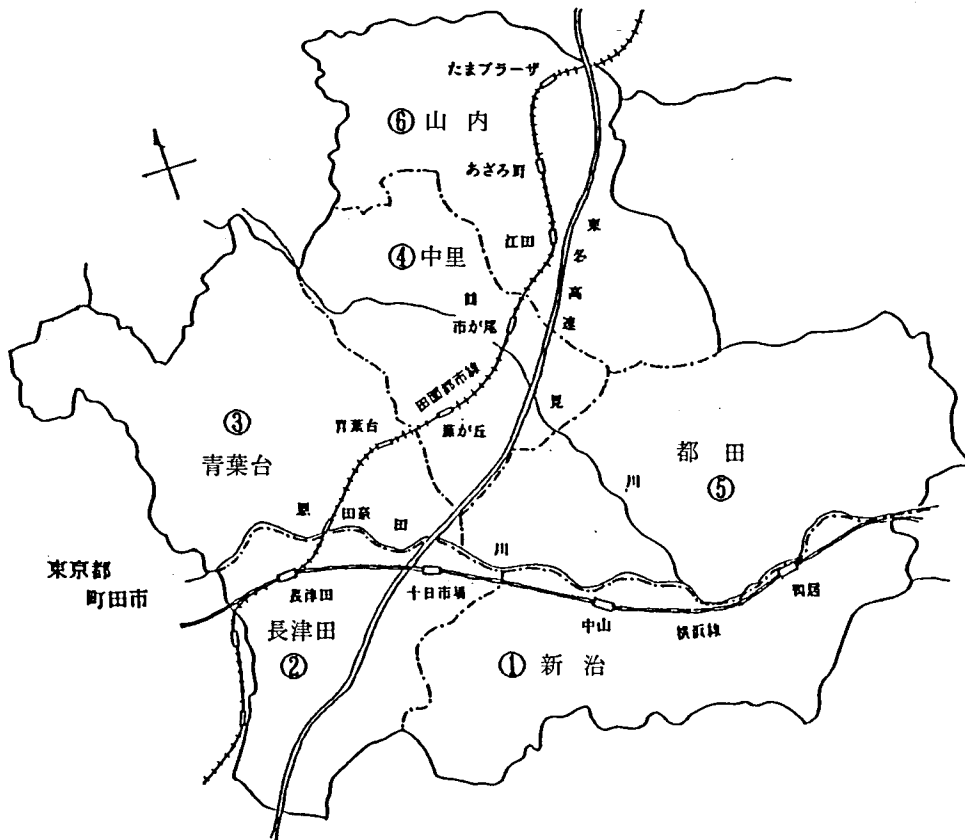 たまプラーザ
⑥ 山内
あざみ野
江田
④ 中里
市が尾
東名高速
田園都市線
藤が丘
青葉台
③
青葉台
都田
⑤
見
川
恩田川
田奈
東京都
町田市
長津田
十日市場
中山
横浜線
鴨居
長津田
②
① 新治